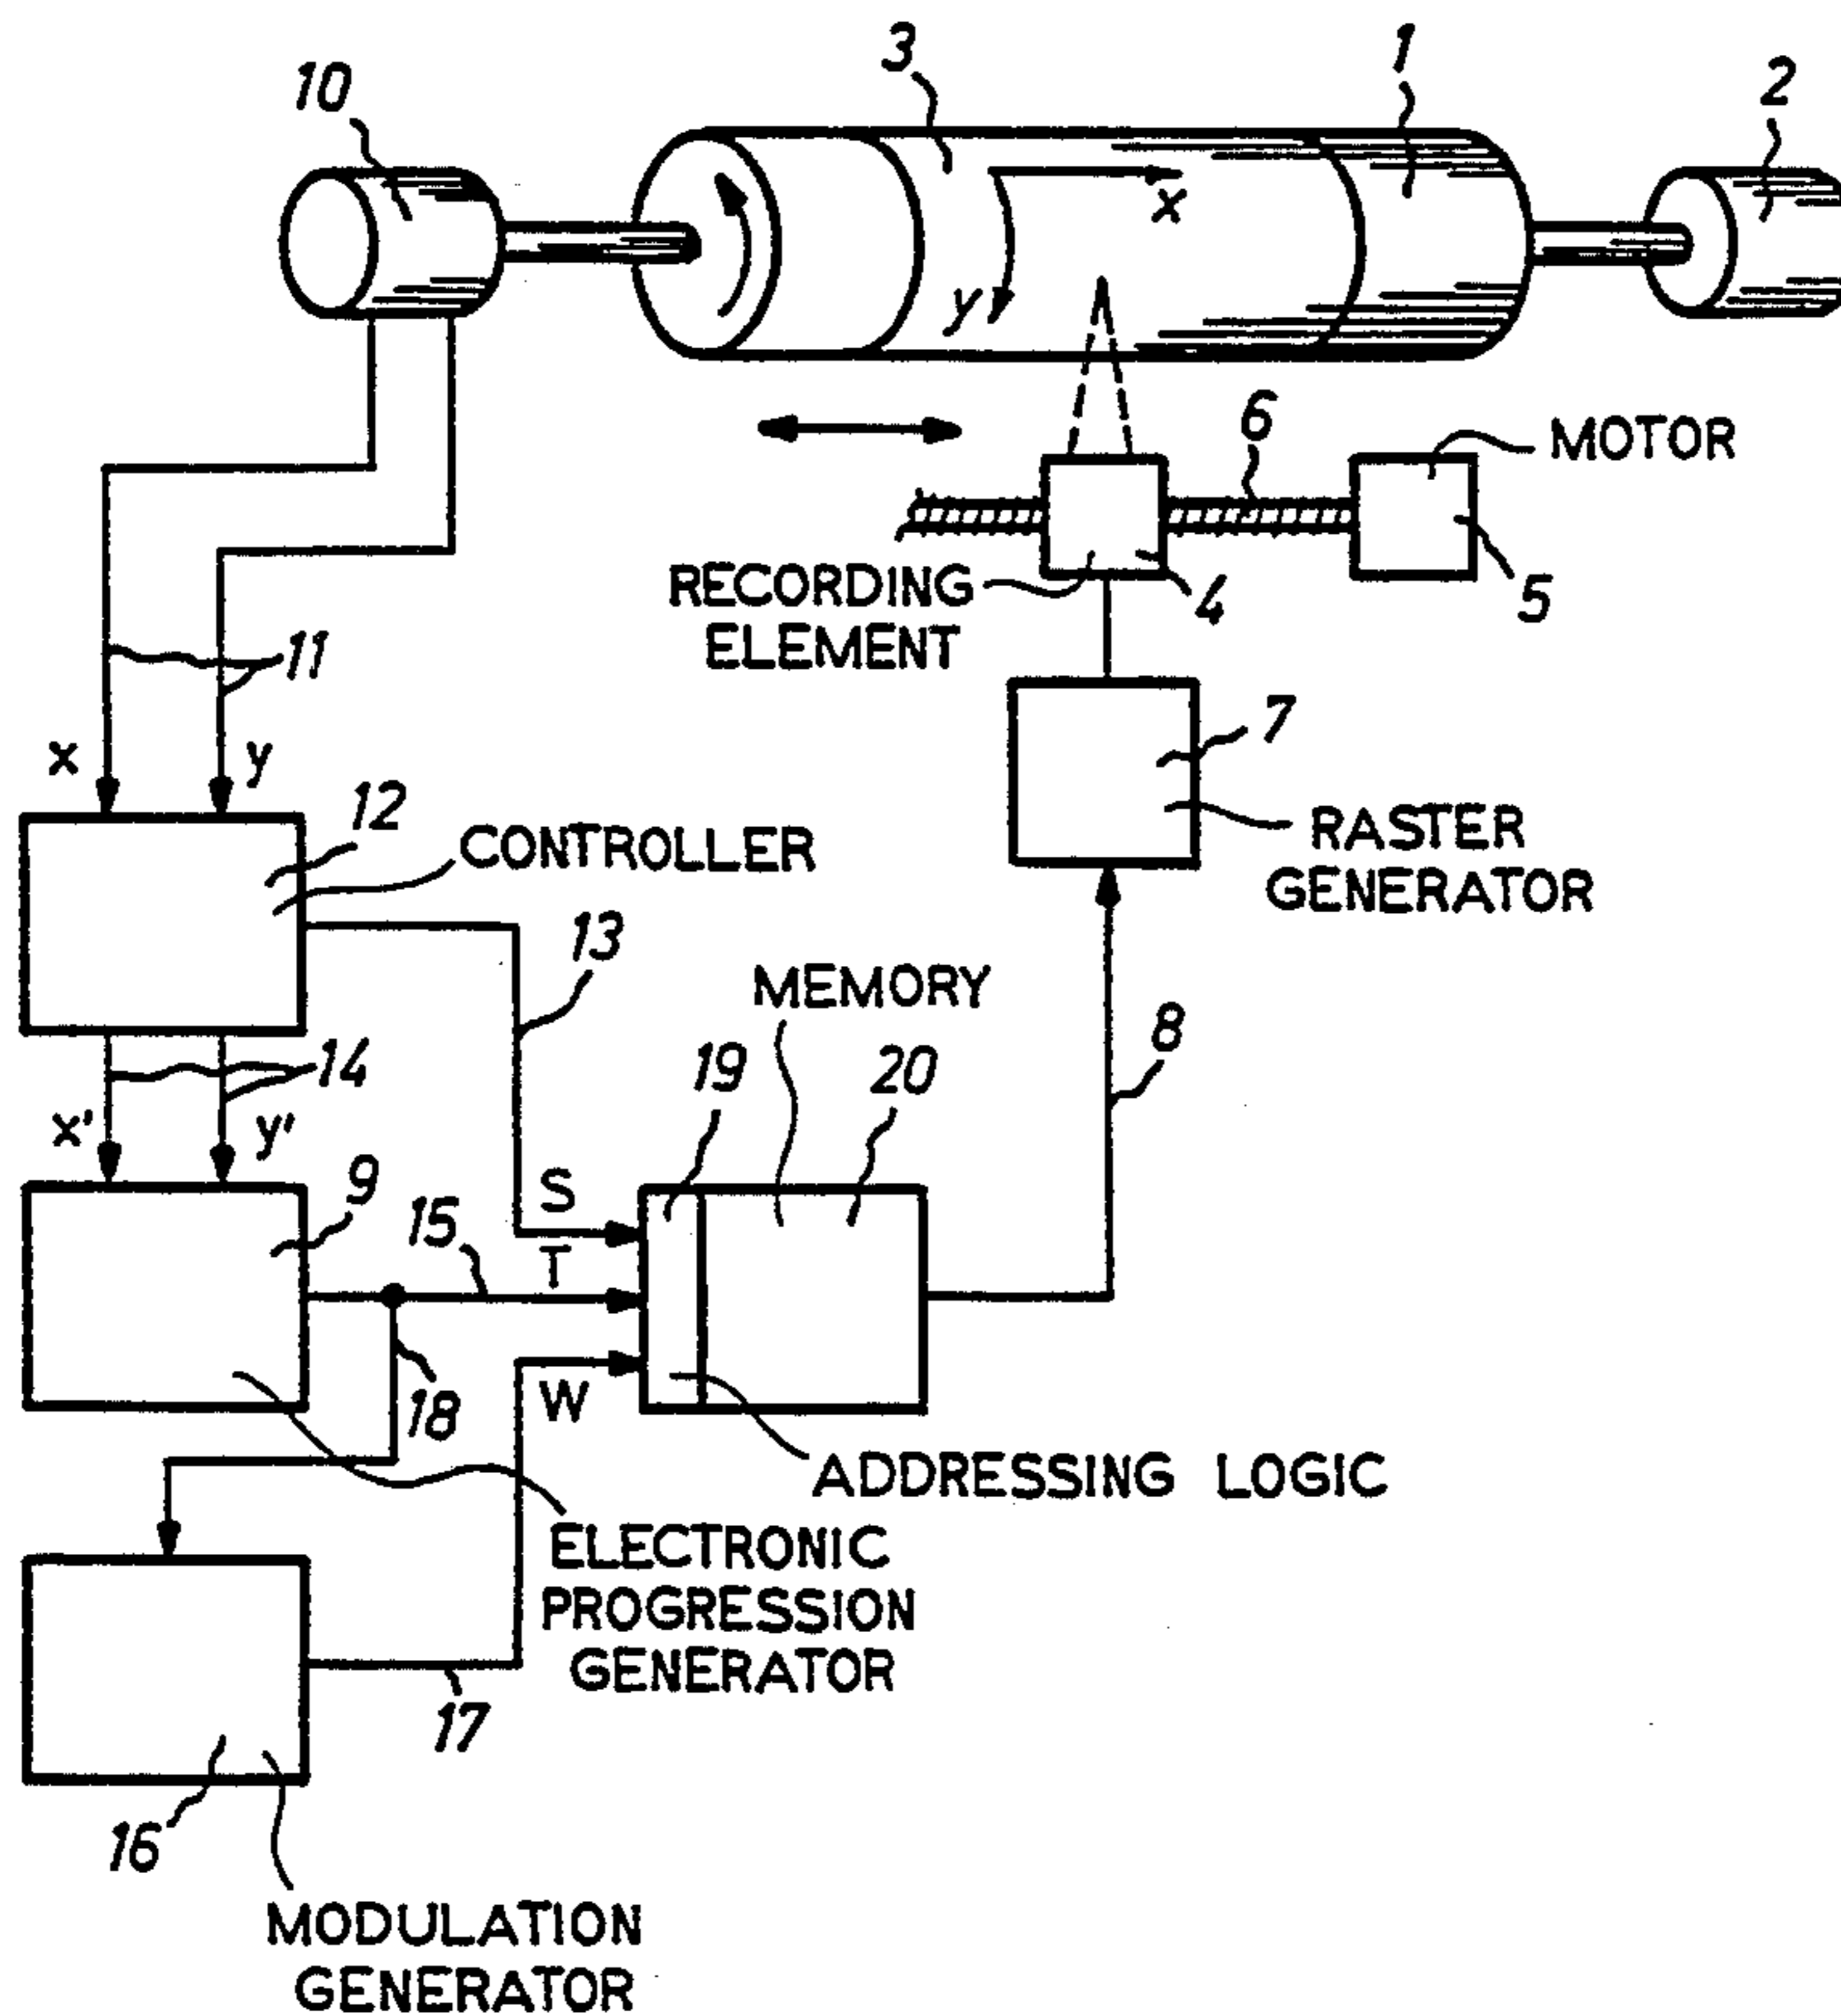 3
1
2
10
x
y
6
MOTOR
RECORDING
ELEMENT
4
5
11
7
x
y
12
CONTROLLER
RASTER
GENERATOR
13
MEMORY
8
14
19
20
x'
y'
9
15
S
T
18
W
ADDRESSING LOGIC
ELECTRONIC
PROGRESSION
GENERATOR
17
16
MODULATION
GENERATOR